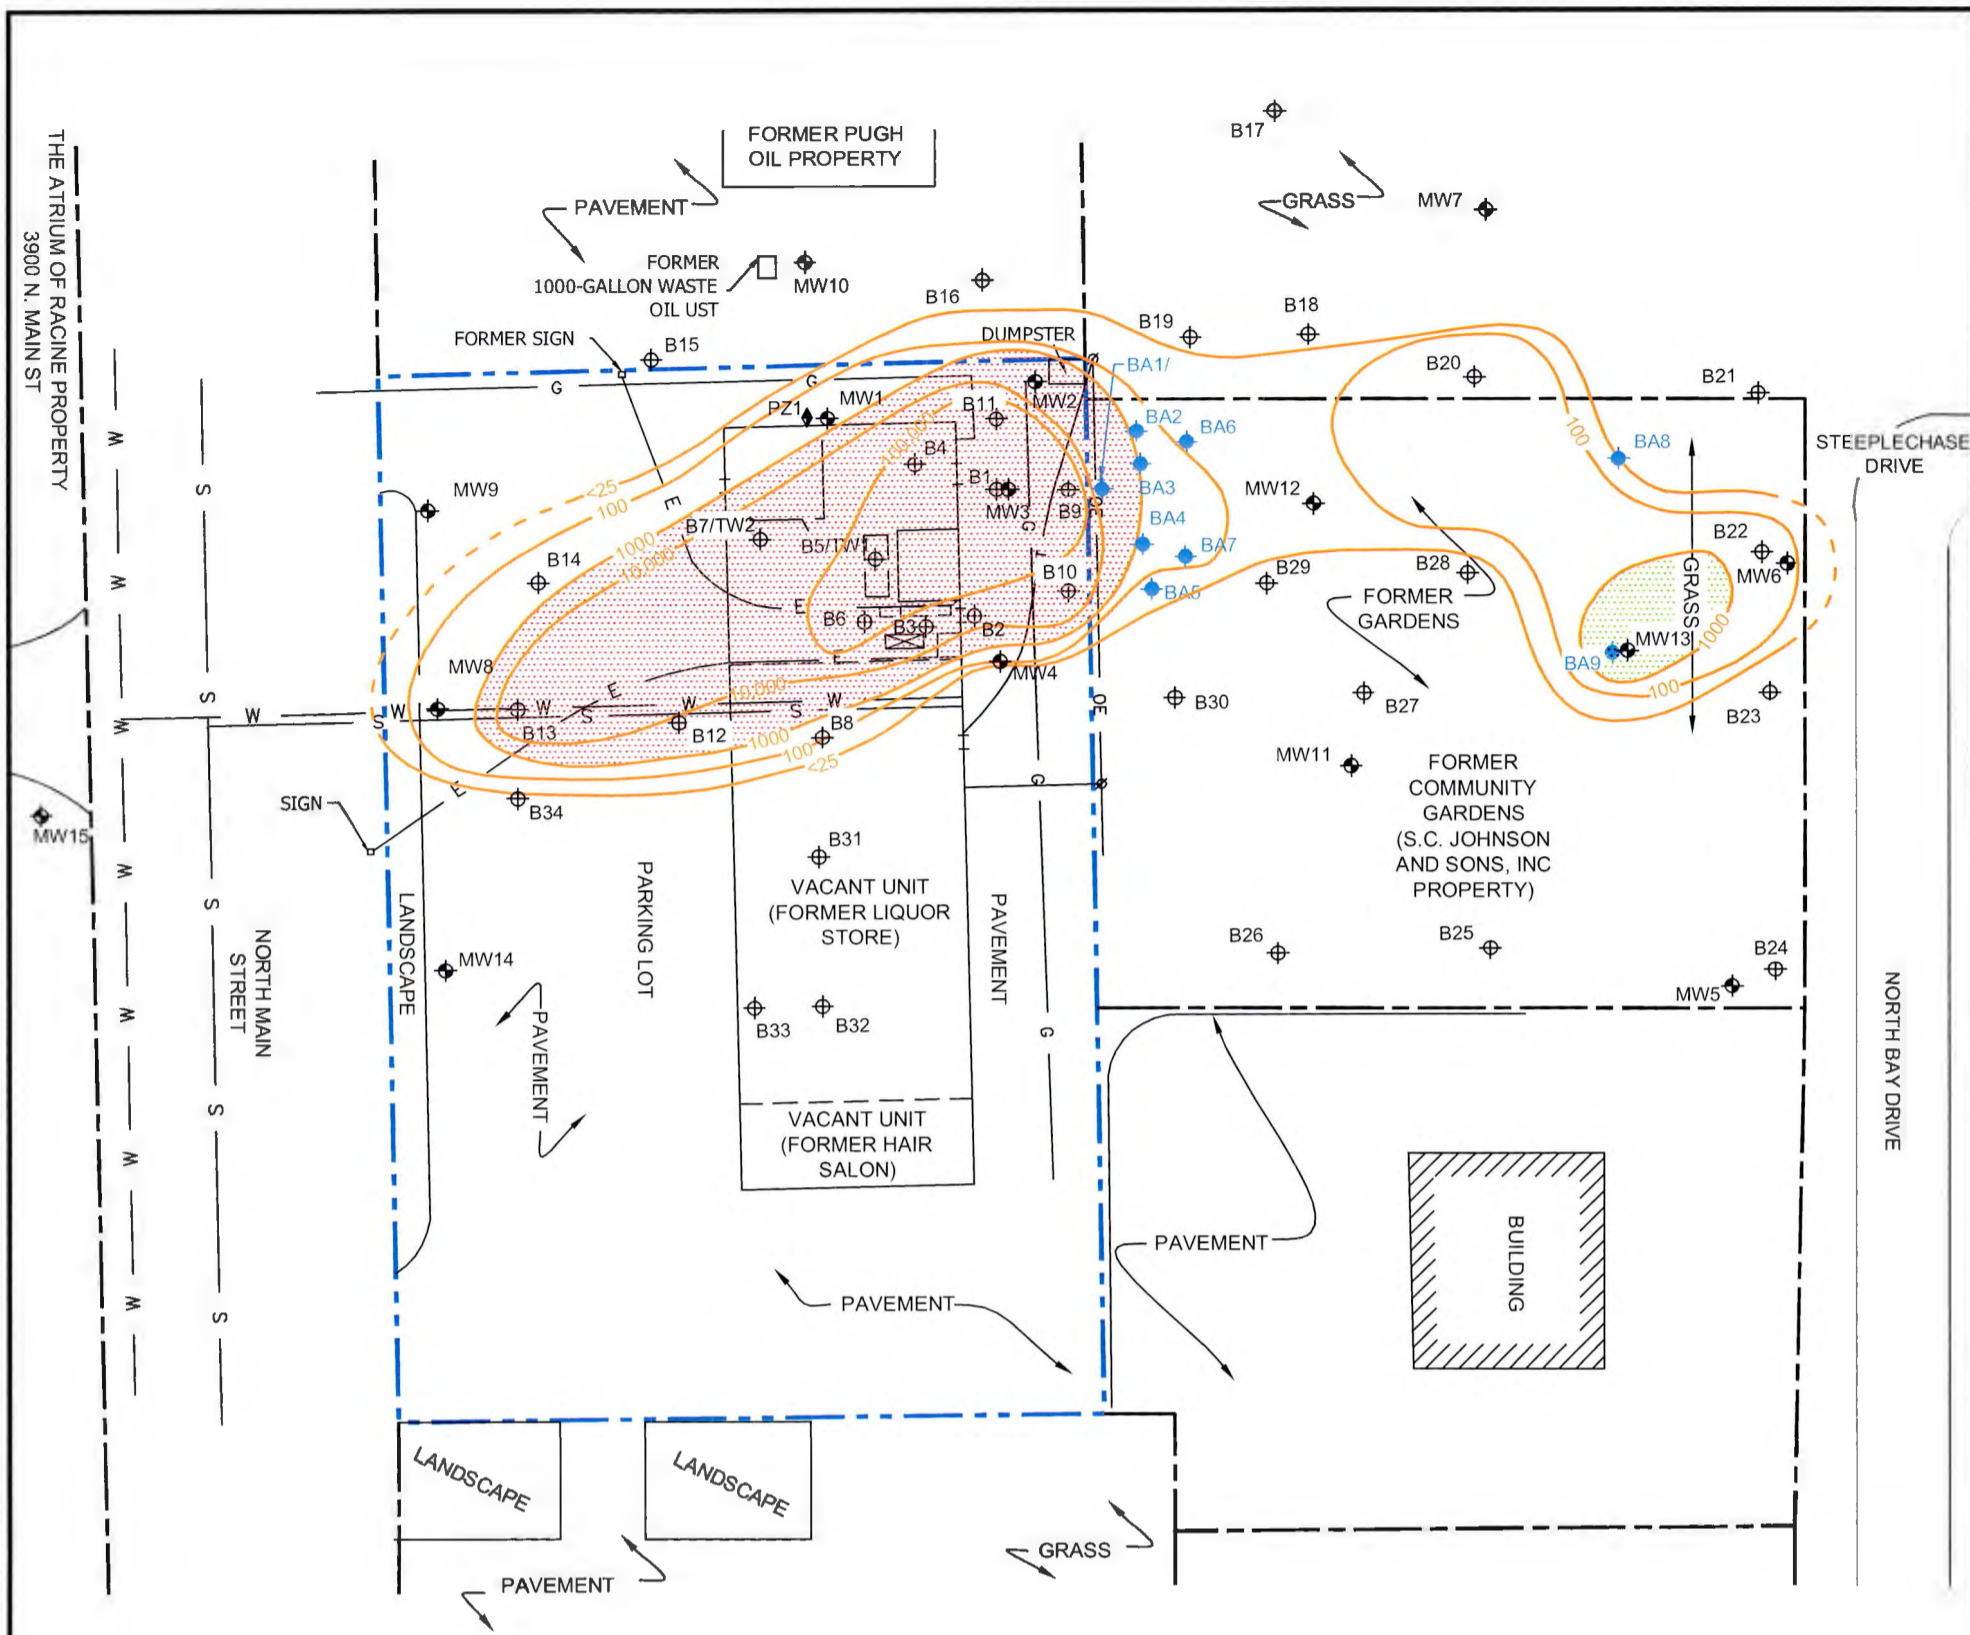 FORMER PUGH
OIL PROPERTY
B17
THE ATRIUM OF RACINE PROPERTY
3900 N. MAIN ST
PAVEMENT
GRASS
MW7
FORMER
1000-GALLON WASTE
OIL UST
MW10
B16
B19
B18
FORMER SIGN
B15
DUMPSTER
BA1/
B20
B21
G
G
PZ1
MW1
B11
MW2
BA2
BA6
100
BA8
STEEPLECHASE
DRIVE
100,000
B4
<25
100
MW9
E
B1
MW3
B9
OE
BA3
MW12
1000
10,000
B7/TW2
B5/TW1
G
BA4
BA7
B22
MW6
B14
B10
B29
B28
GRASS
E
B6
B3
B2
BA5
FORMER
GARDENS
1000
MW13
BA9
MW8
E
MW4
W
S
W
E
W
S
10,000
W
S
W
OE
B30
B27
100
B23
B13
B12
B8
1000
100
<25
MW11
FORMER
COMMUNITY
GARDENS
(S.C. JOHNSON
AND SONS, INC
PROPERTY)
SIGN
E
B34
G
MW15
B31
VACANT UNIT
(FORMER LIQUOR
STORE)
LANDSCAPE
PARKING LOT
PAVEMENT
B26
B25
B24
MW5
NORTH MAIN
STREET
MW14
B33
B32
G
PAVEMENT
NORTH BAY DRIVE
VACANT UNIT
(FORMER HAIR
SALON)
W
W
W
W
W
W
W
S
S
S
S
S
PAVEMENT
BUILDING
PAVEMENT
LANDSCAPE
LANDSCAPE
GRASS
PAVEMENT